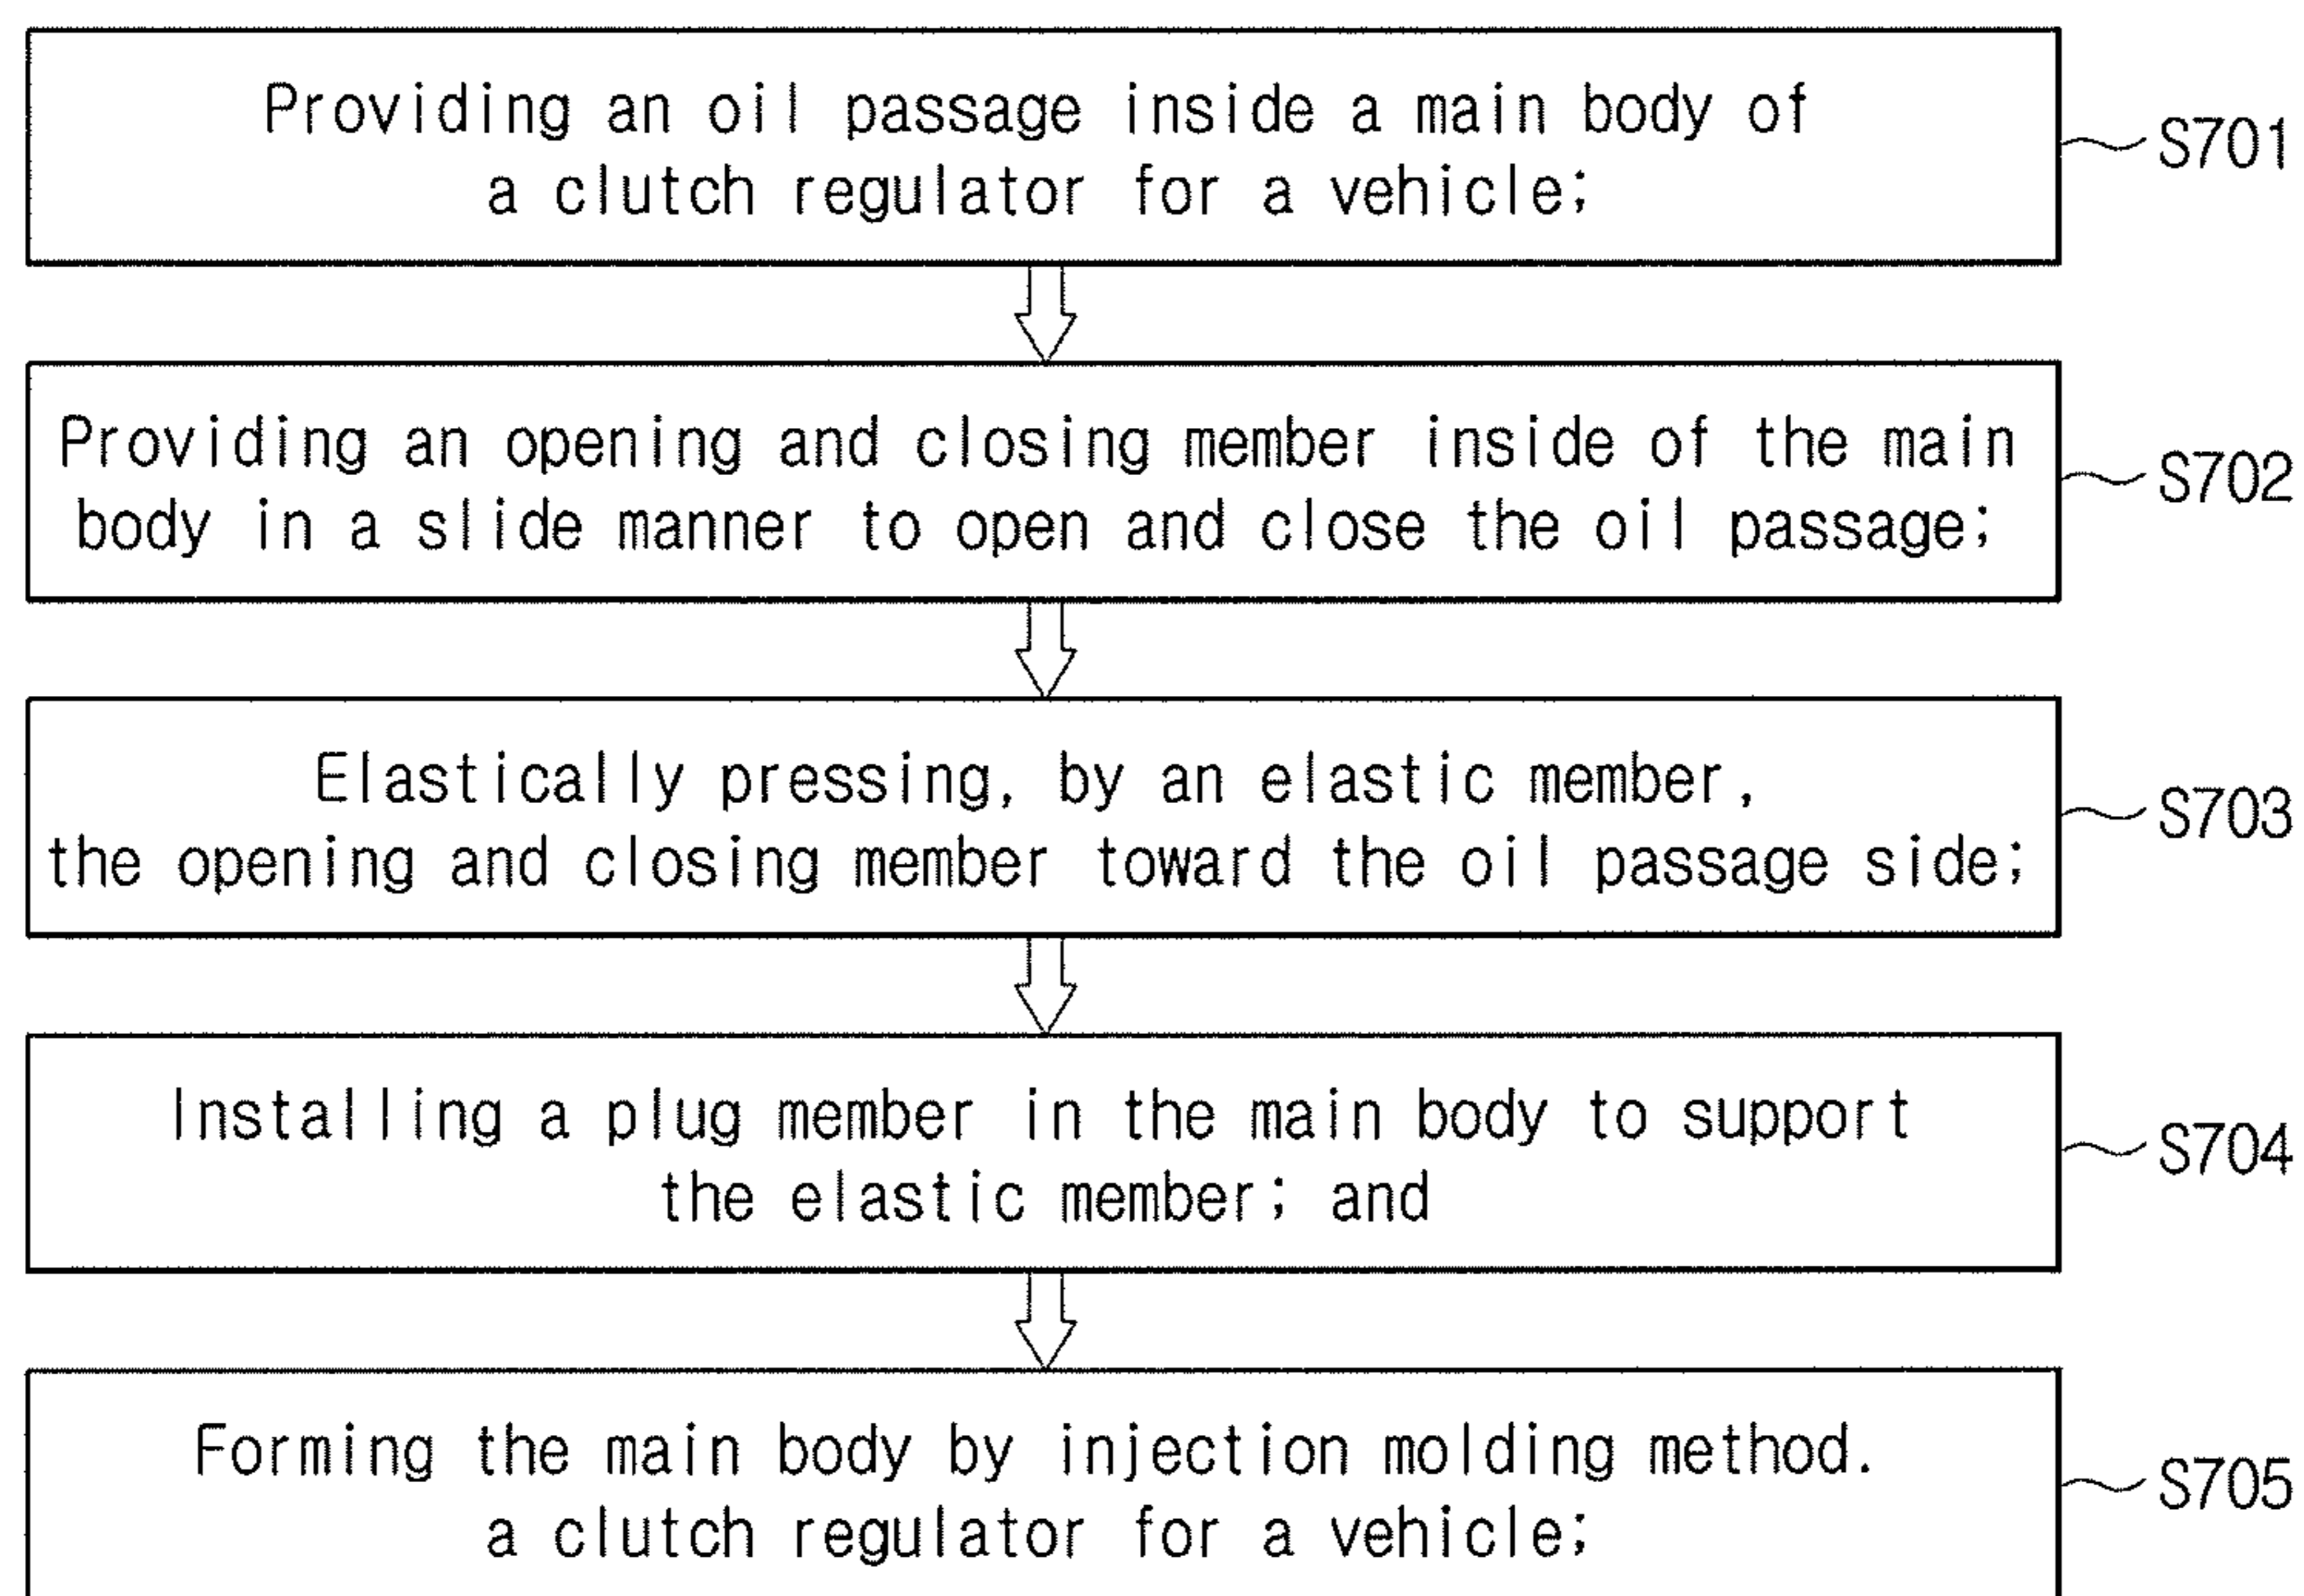 Providing an oil passage inside a main body of
a clutch regulator for a vehicle;
S701
Providing an opening and closing member inside of the main
body in a slide manner to open and close the oil passage;
S702
Elastically pressing, by an elastic member,
the opening and closing member toward the oil passage side;
S703
Installing a plug member in the main body to support
the elastic member; and
S704
Forming the main body by injection molding method.
a clutch regulator for a vehicle;
S705